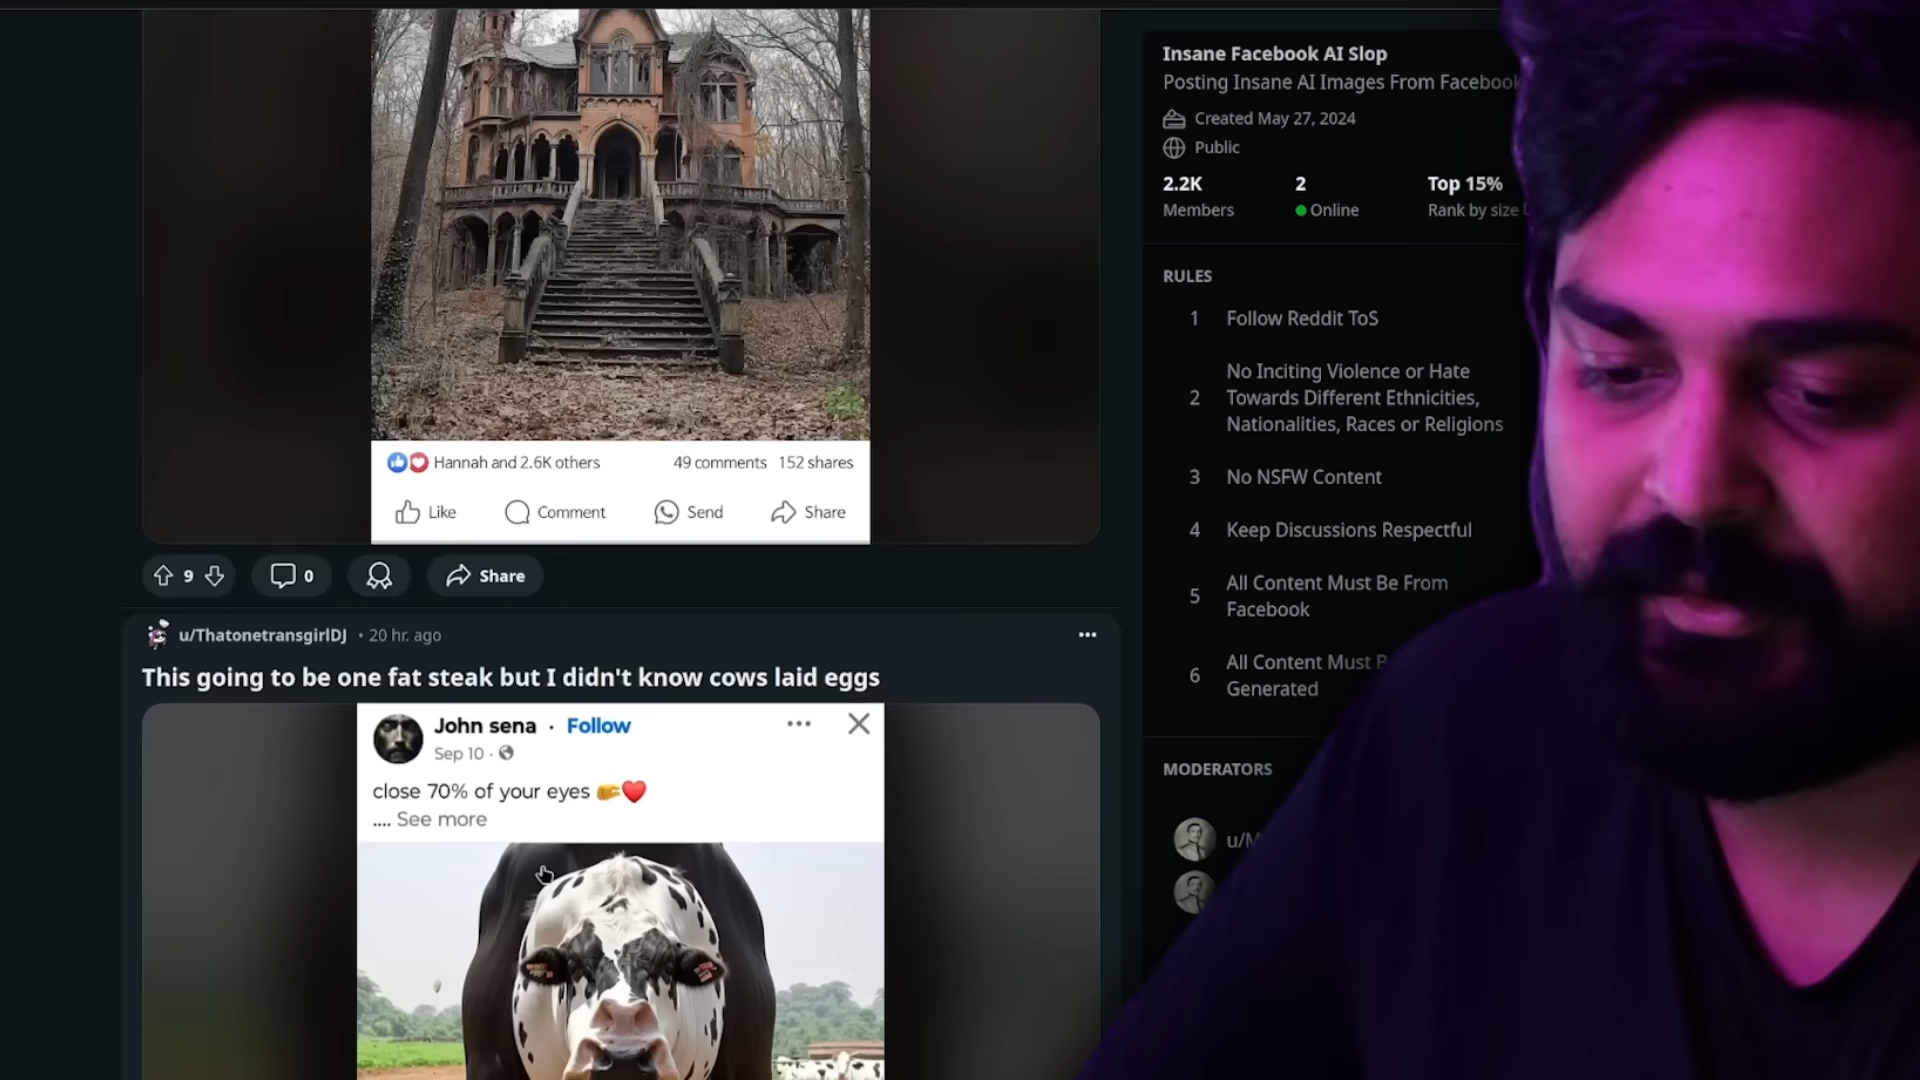 Hannah and 2.6K others 49 comments 152 shares
Like Comment Send Share
9 0 Share
u/ThatonetransgirlDJ • 20 hr. ago
This going to be one fat steak but I didn't know cows laid eggs
John sena · Follow
Sep 10 ·
close 70% of your eyes
.... See more
Insane Facebook AI Slop
Posting Insane AI Images From Facebook
Created May 27, 2024
Public
2.2K 2 Top 15%
Members Online Rank by size
RULES
1 Follow Reddit ToS
2 No Inciting Violence or Hate
Towards Different Ethnicities,
Nationalities, Races or Religions
3 No NSFW Content
4 Keep Discussions Respectful
5 All Content Must Be From
Facebook
6 All Content Must
Generated
MODERATORS
u/M